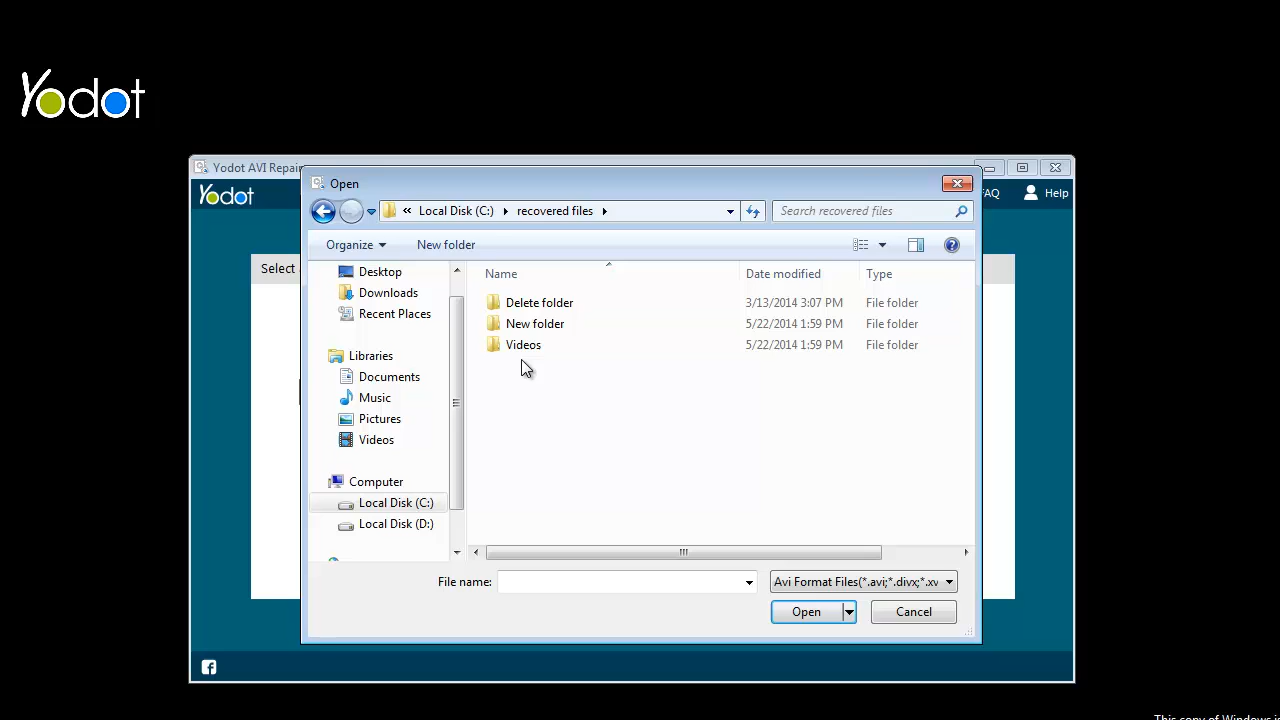 Yodot
Yodot AVI Repair
Yodot
FAQ
Help
Select
Open
« Local Disk (C:) recovered files
Search recovered files
Organize
New folder
Desktop
Downloads
Recent Places
Libraries
Documents
Music
Pictures
Videos
Computer
Local Disk (C:)
Local Disk (D:)
Name Date modified Type
Delete folder 3/13/2014 3:07 PM File folder
New folder 5/22/2014 1:59 PM File folder
Videos 5/22/2014 1:59 PM File folder
File name:
Avi Format Files(*.avi;*.divx;*.xv
Open
Cancel
This copy of Windows i